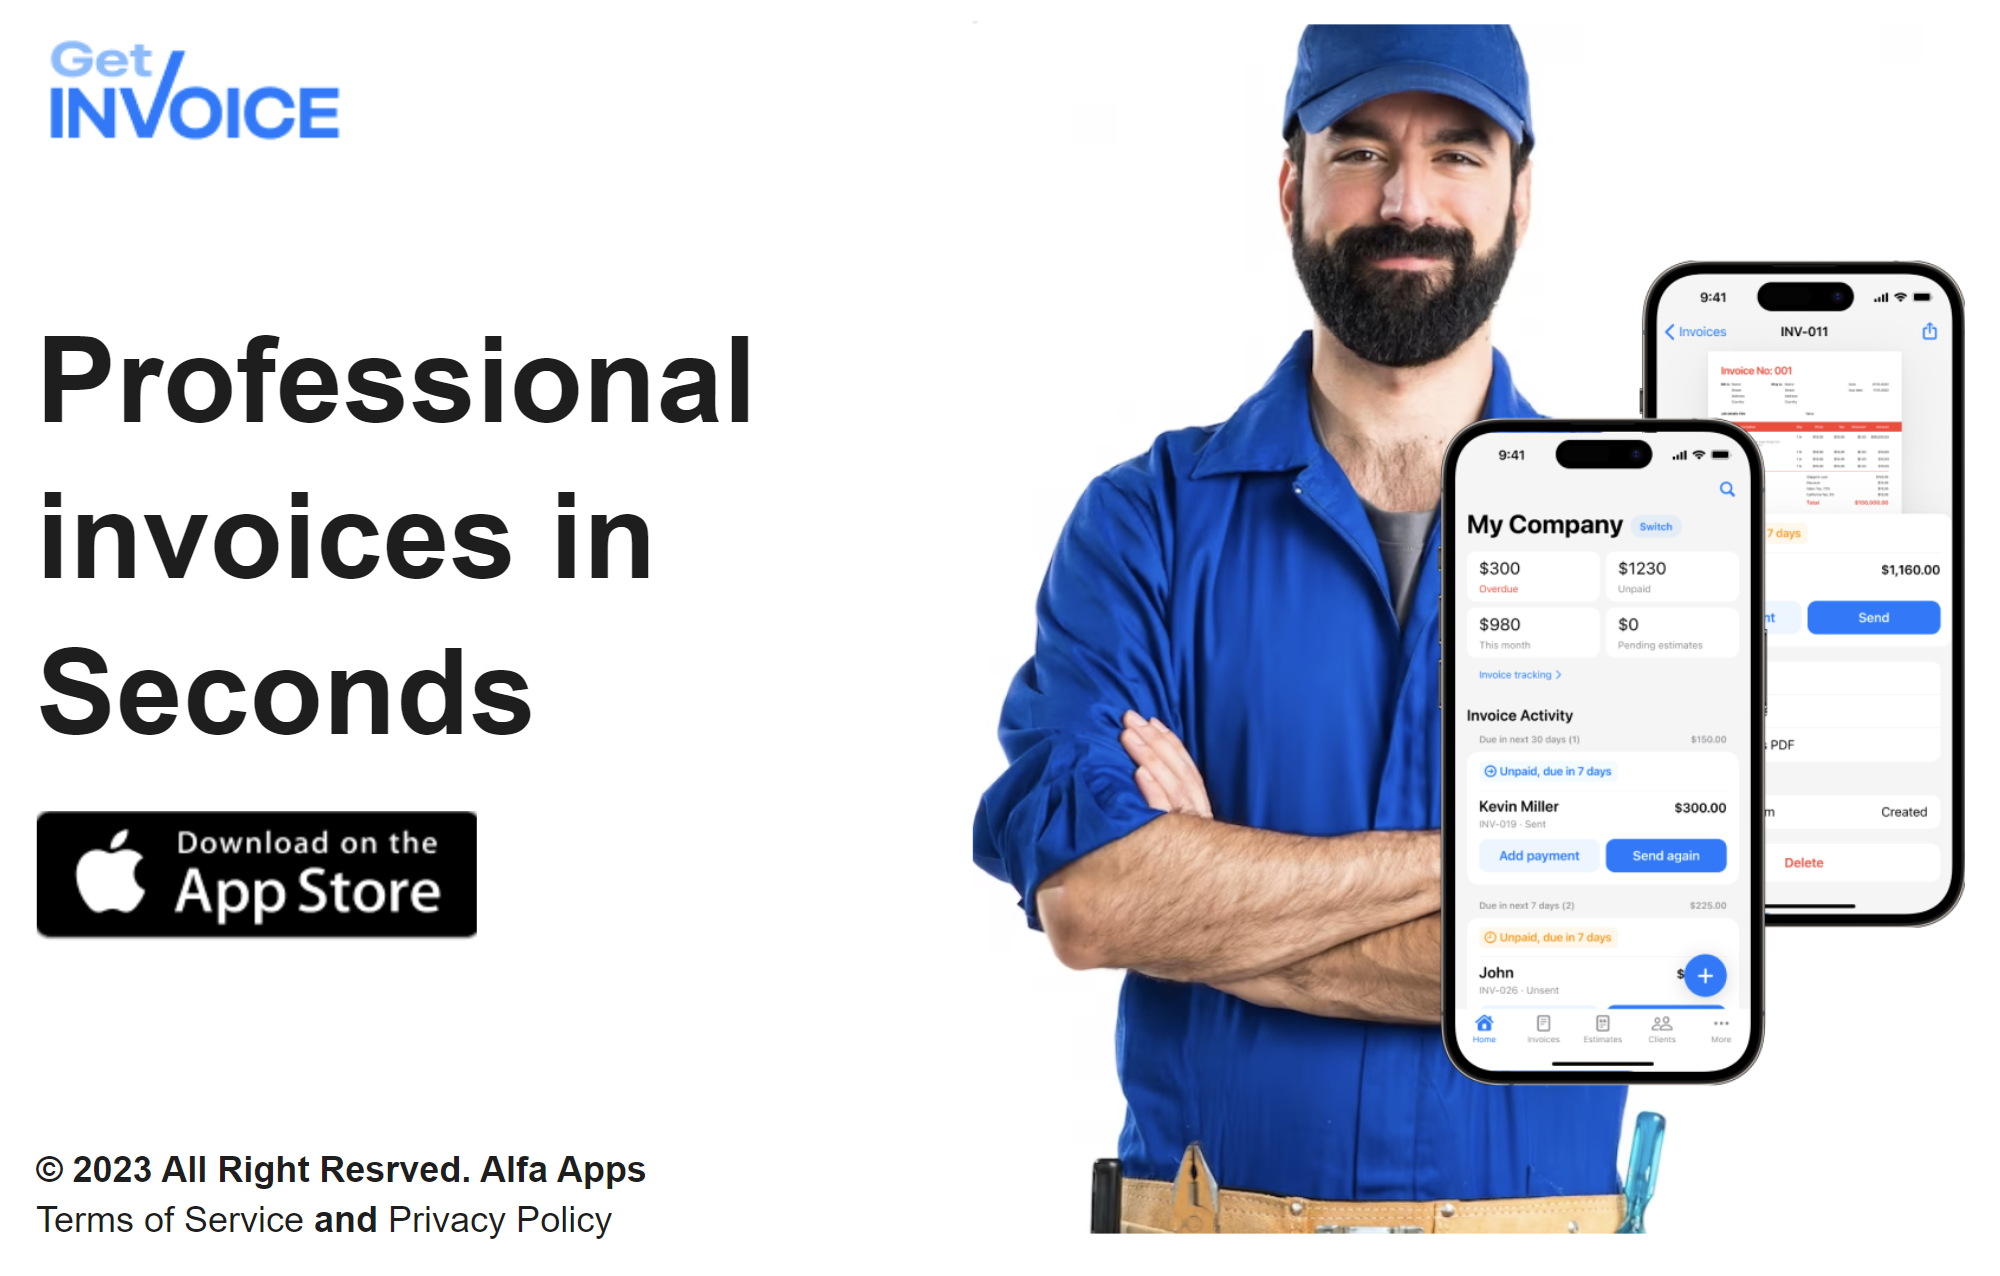 Get
INVOICE
Professional
invoices in
Seconds
Download on the
App Store
© 2023 All Right Resrved. Alfa Apps
Terms of Service and Privacy Policy
9:41
Invoices
INV-011
Invoice No: 001
Total
$100,000.00
7 days
$1,160.00
nt
Send
PDF
m
Created
Delete
9:41
My Company
Switch
$300
Overdue
$1230
Unpaid
$980
This month
$0
Pending estimates
Invoice tracking
Invoice Activity
Due in next 30 days (1)
$150.00
Unpaid, due in 7 days
Kevin Miller
$300.00
INV-019 · Sent
Add payment
Send again
Due in next 7 days (2)
$225.00
Unpaid, due in 7 days
John
$
INV-026 · Unsent
Home
Invoices
Estimates
Clients
More